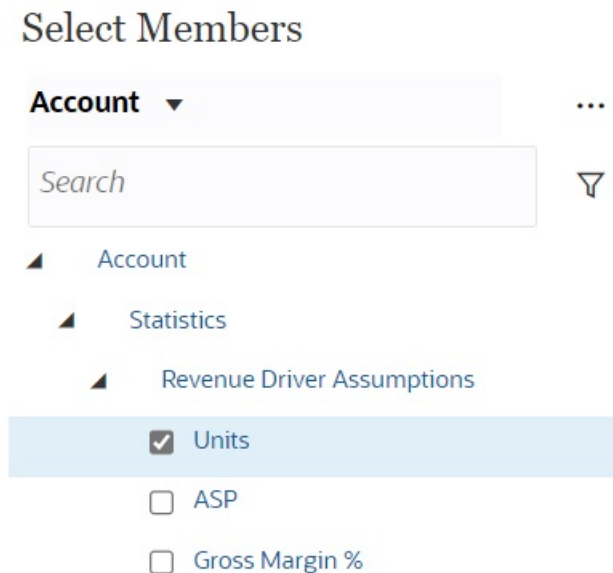 Select Members
Account
...
Search
Account
Statistics
Revenue Driver Assumptions
Units
ASP
Gross Margin %